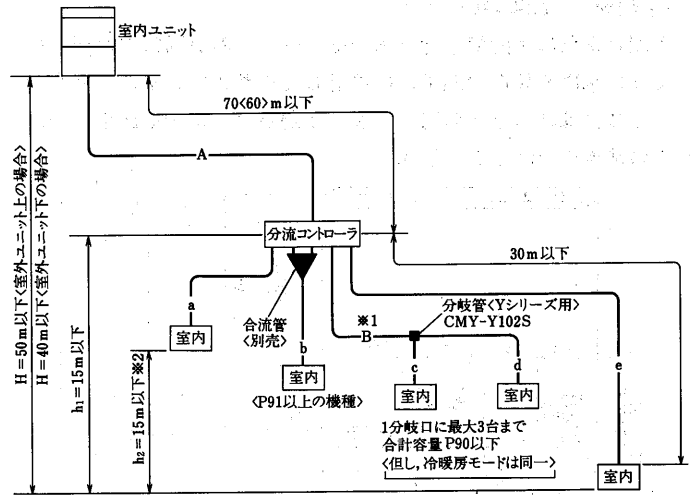 室内ユニット
70<60>m以下
A
H=50m以下<室外ユニット上の場合>
H=40m以下<室外ユニット下の場合>
分流コントローラ
30m以下
h₁=15m以下
a
室内
合流管
<別売>
b
室内
<P91以上の機種>
※1
B
分岐管<Yシリーズ用>
CMY-Y102S
c
室内
d
室内
e
h₂=15m以下※2
1分岐口に最大3台まで
合計容量P90以下
<但し,冷暖房モードは同一>
室内